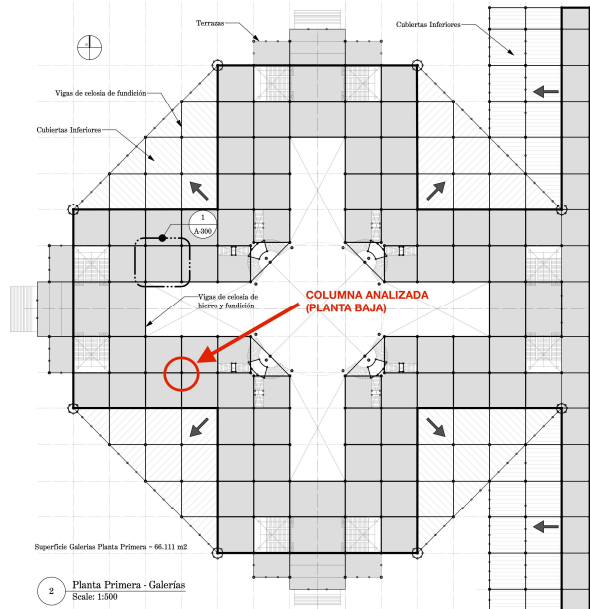 Terrazas
Cubiertas Inferiores
Vigas de celosía de fundición
Cubiertas Inferiores
1
A-300
Vigas de celosía de
hierro y fundición
COLUMNA ANALIZADA
(PLANTA BAJA)
Superficie Galerías Planta Primera - 66.111 m2
2
Planta Primera - Galerías
Scale: 1:500